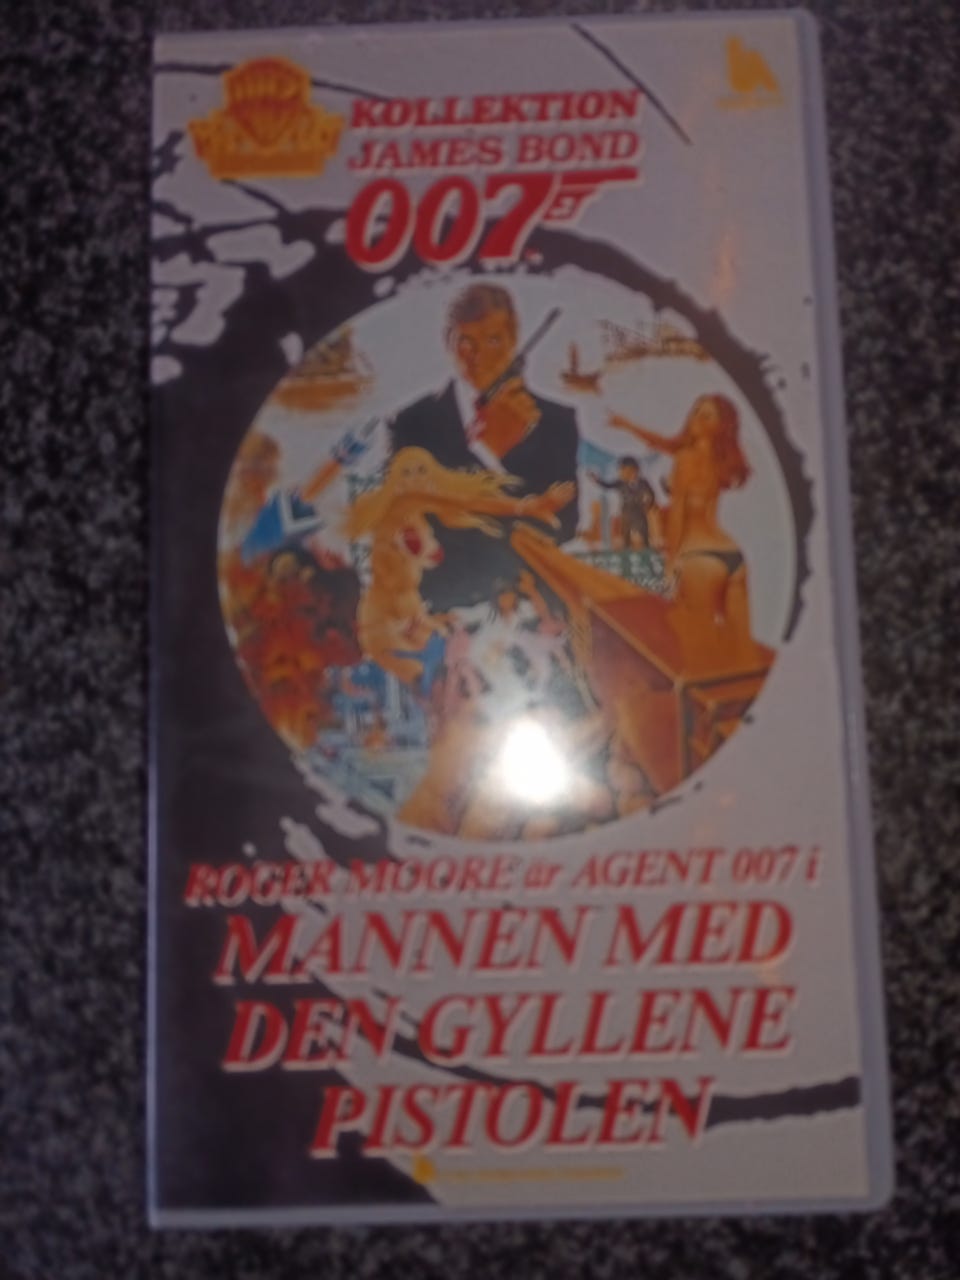 KOLLEKTION
JAMES BOND
007
ROGER MOORE är AGENT 007 i
MANNEN MED
DEN GYLLENE
PISTOLEN